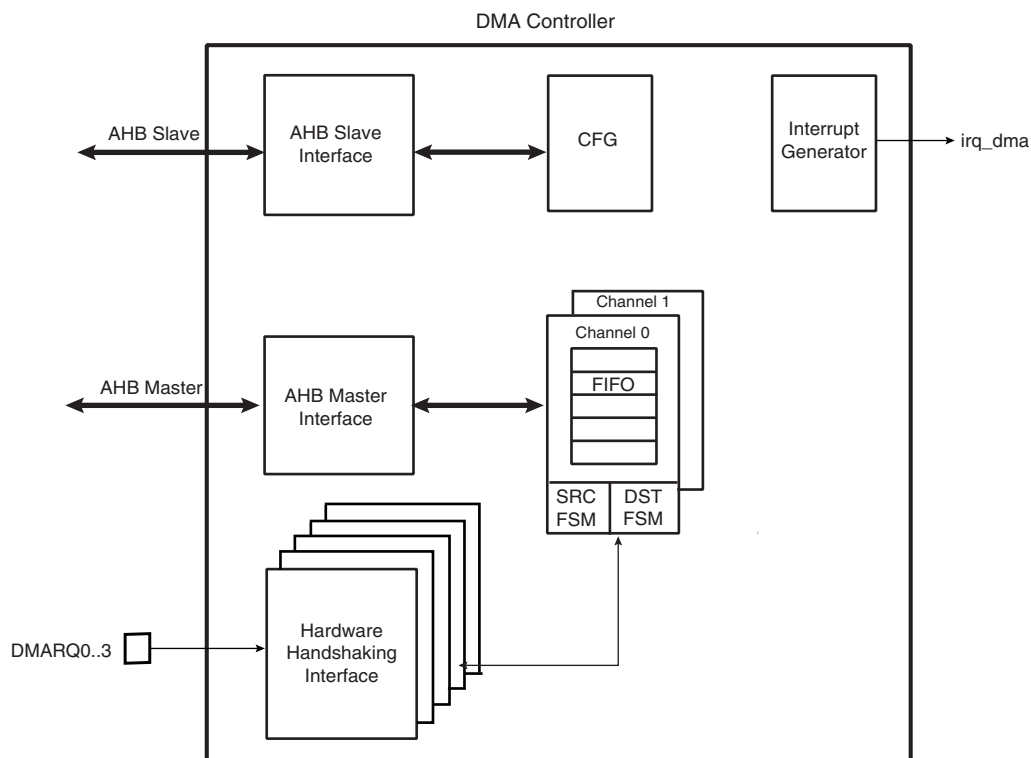 DMA Controller
AHB Slave
AHB Slave
Interface
CFG
Interrupt
Generator
irq_dma
Channel 1
Channel 0
FIFO
AHB Master
AHB Master
Interface
SRC
FSM
DST
FSM
DMARQ0..3
Hardware
Handshaking
Interface